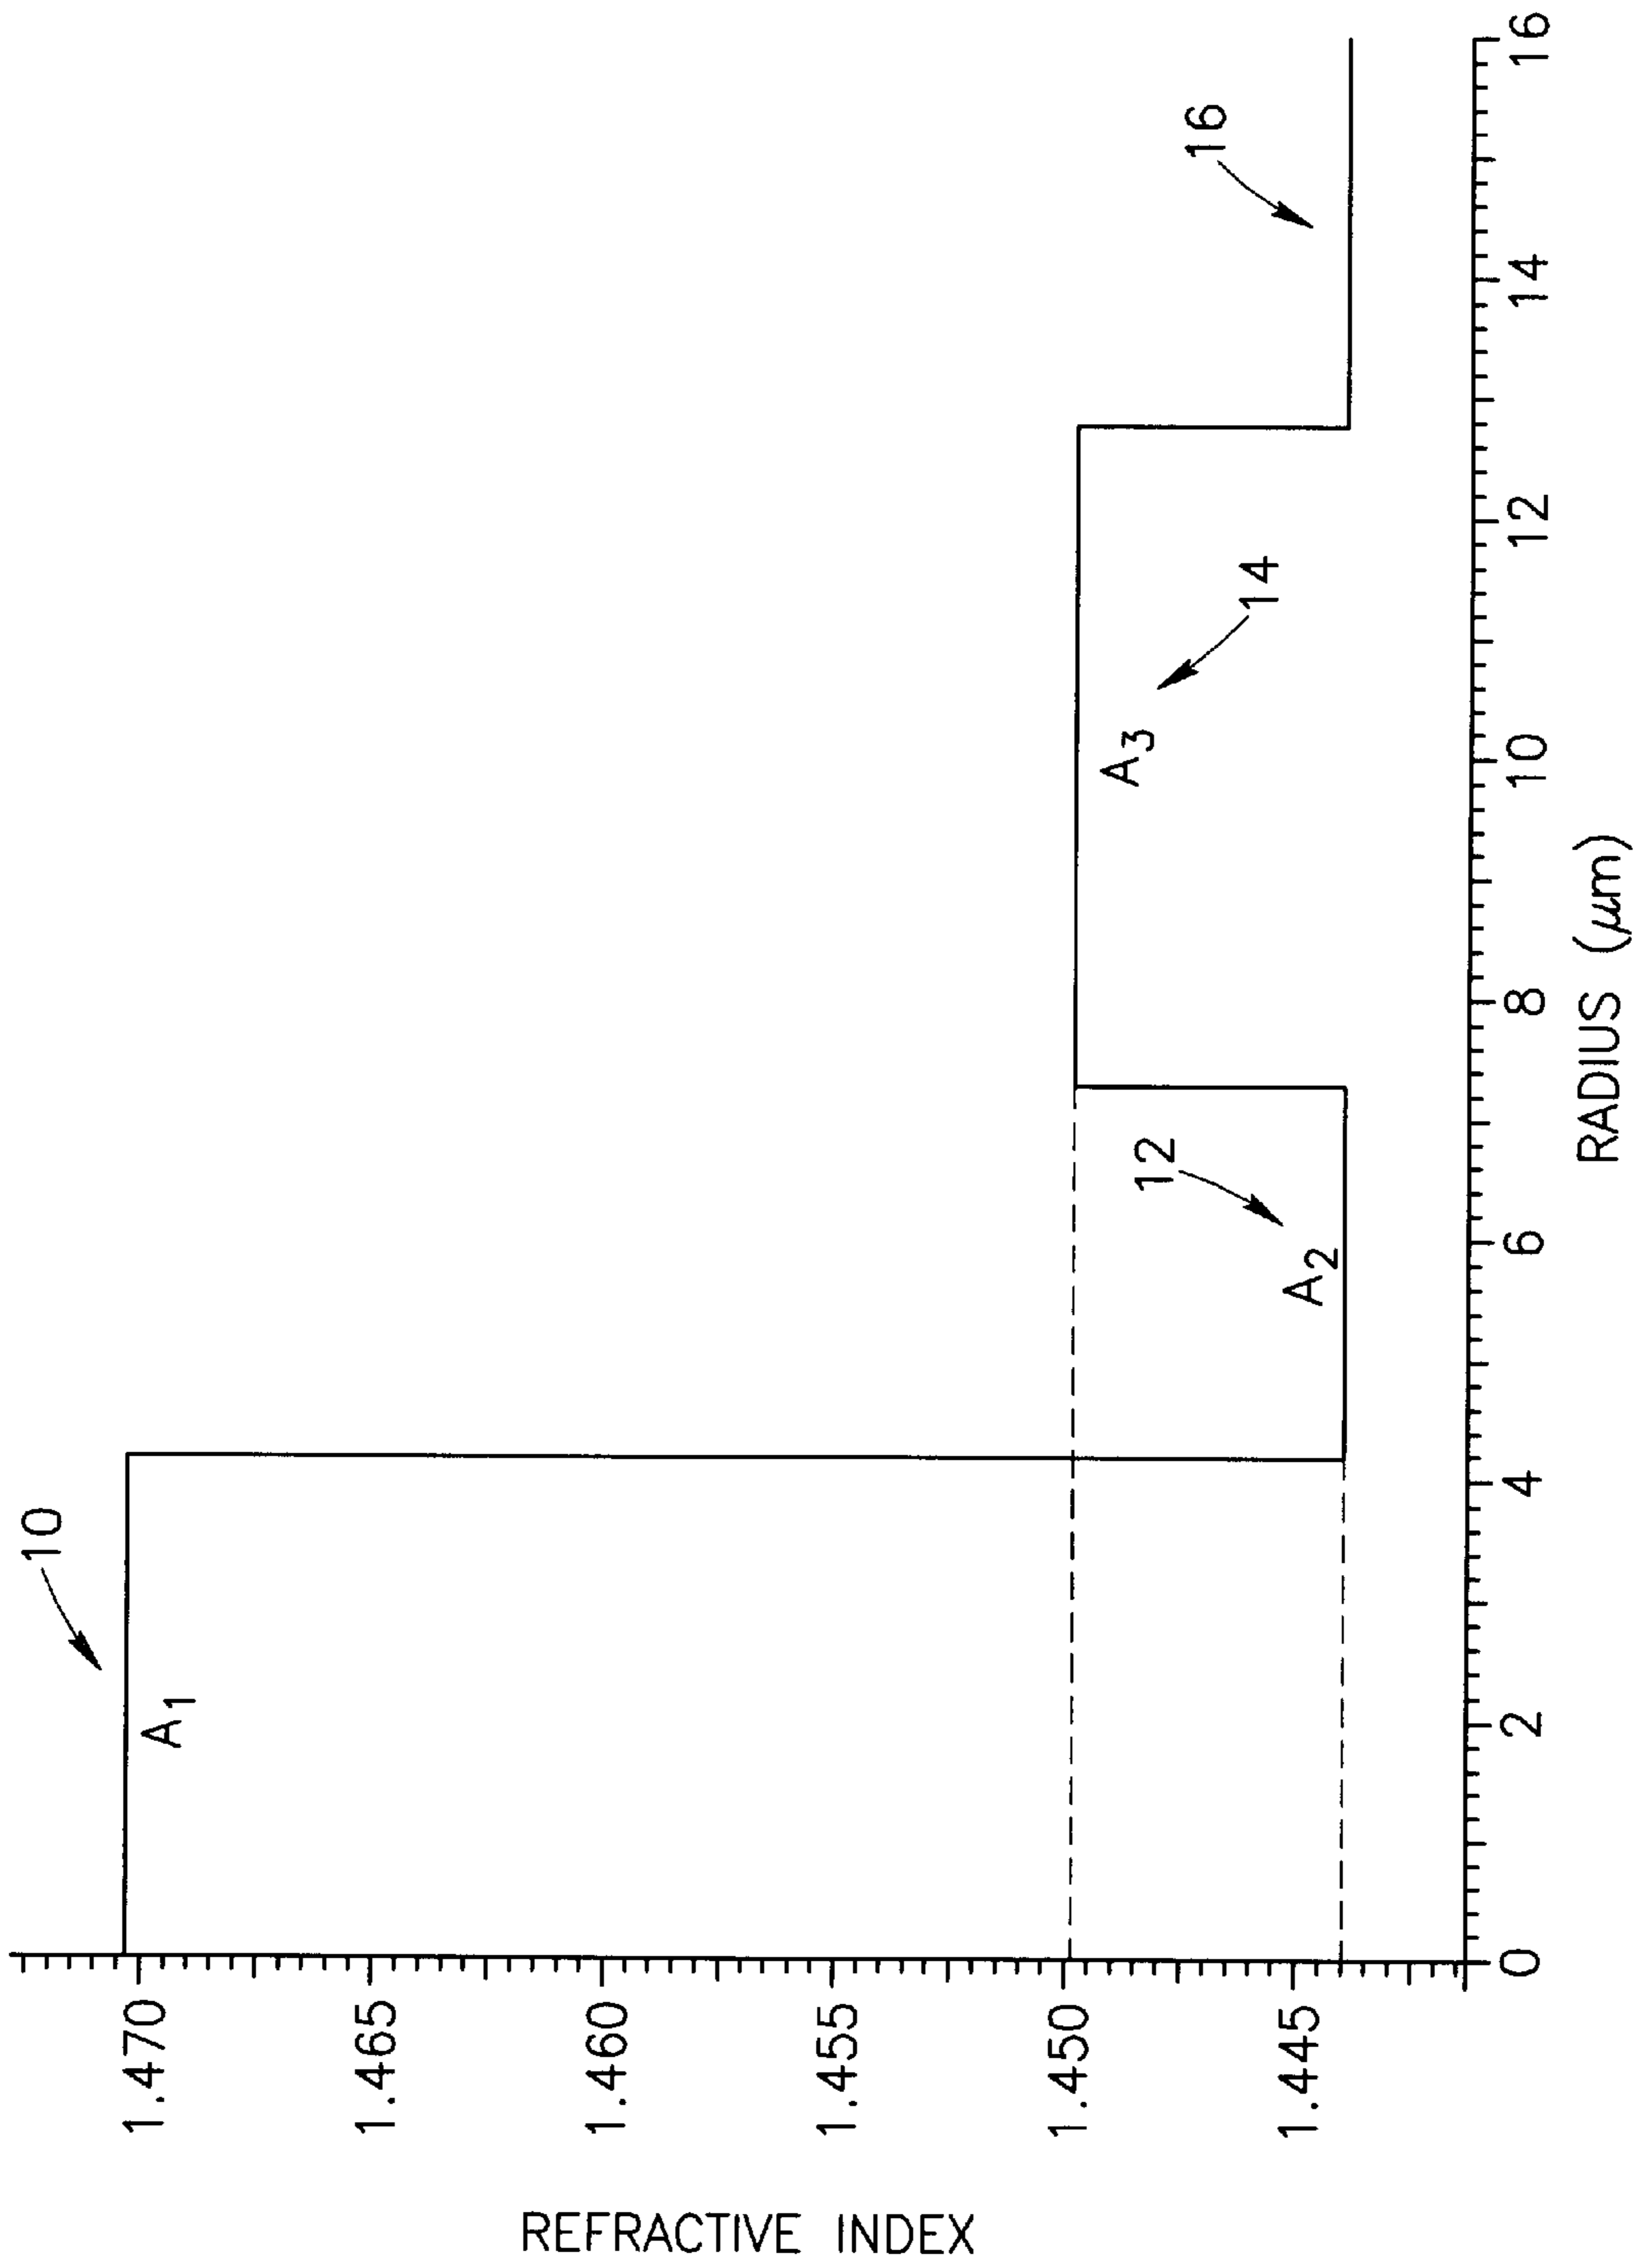 REFRACTIVE INDEX
1.470
1.465
1.460
1.455
1.450
1.445
10
A1
12
A2
A3
14
16
0 2 4 6 8 10 12 14 16
RADIUS (μm)